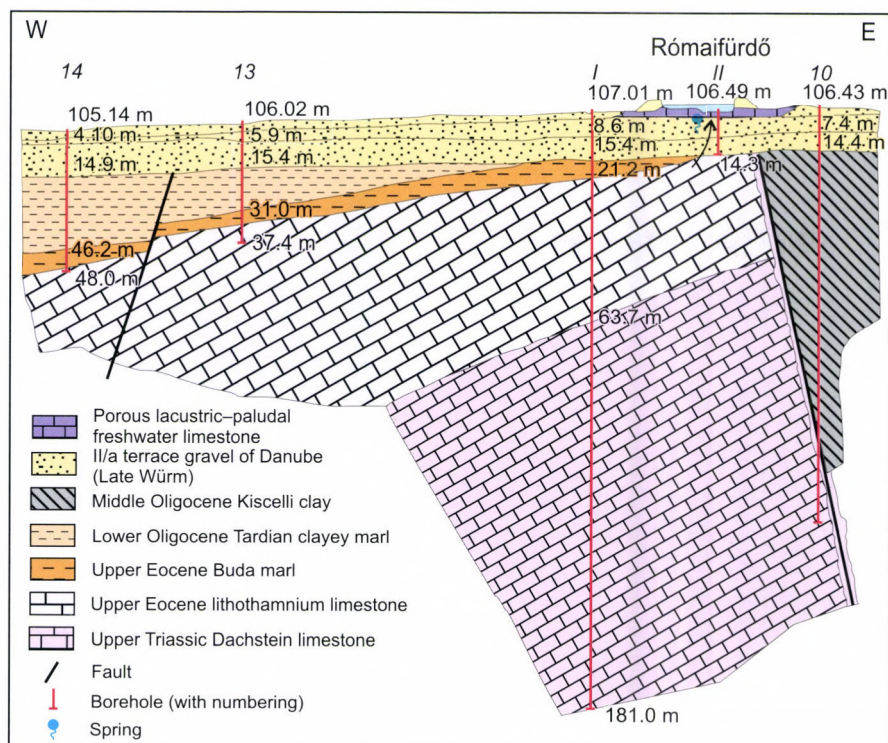 W
E
Rómaifürdő
14
13
I
II
10
105.14 m
106.02 m
107.01 m
106.49 m
106.43 m
4.10 m
5.9 m
8.6 m
7.4 m
14.9 m
15.4 m
15.4 m
14.4 m
21.2 m
14.3 m
31.0 m
37.4 m
46.2 m
48.0 m
63.7 m
181.0 m
Porous lacustric–paludal
freshwater limestone
II/a terrace gravel of Danube
(Late Würm)
Middle Oligocene Kiscelli clay
Lower Oligocene Tardian clayey marl
Upper Eocene Buda marl
Upper Eocene lithothamnium limestone
Upper Triassic Dachstein limestone
Fault
Borehole (with numbering)
Spring